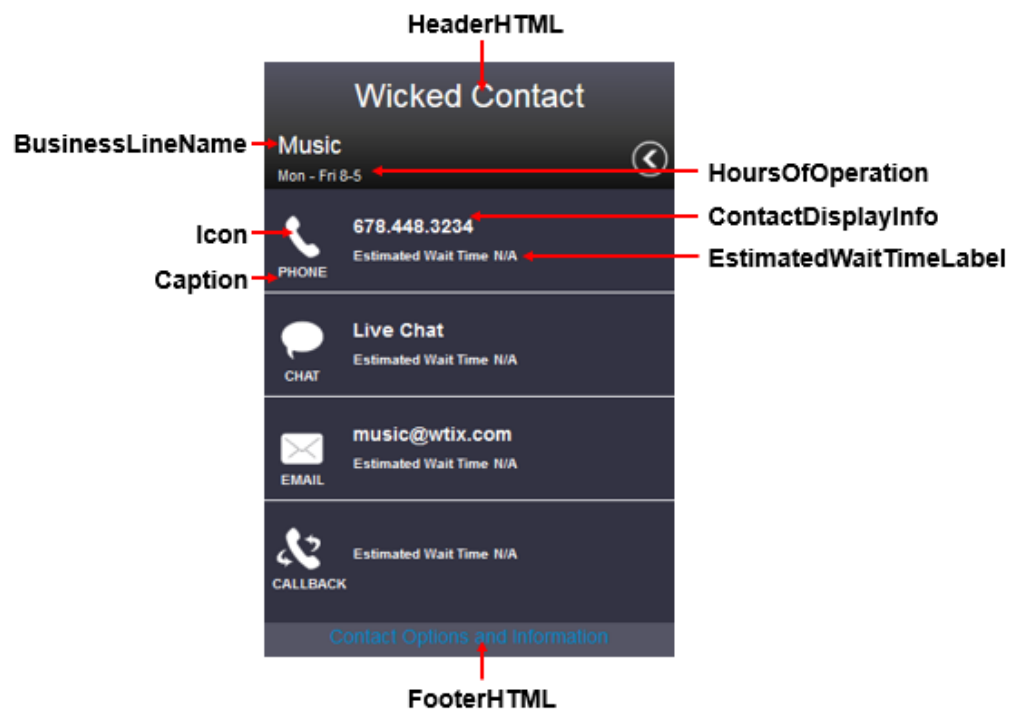 HeaderHTML
Wicked Contact
BusinessLineName
Music
Mon - Fri 8-5
HoursOfOperation
678.448.3234
ContactDisplayInfo
Icon
Estimated Wait Time N/A
EstimatedWaitTimeLabel
PHONE
Caption
Live Chat
Estimated Wait Time N/A
CHAT
music@wtix.com
Estimated Wait Time N/A
EMAIL
Estimated Wait Time N/A
CALLBACK
Contact Options and Information
FooterHTML